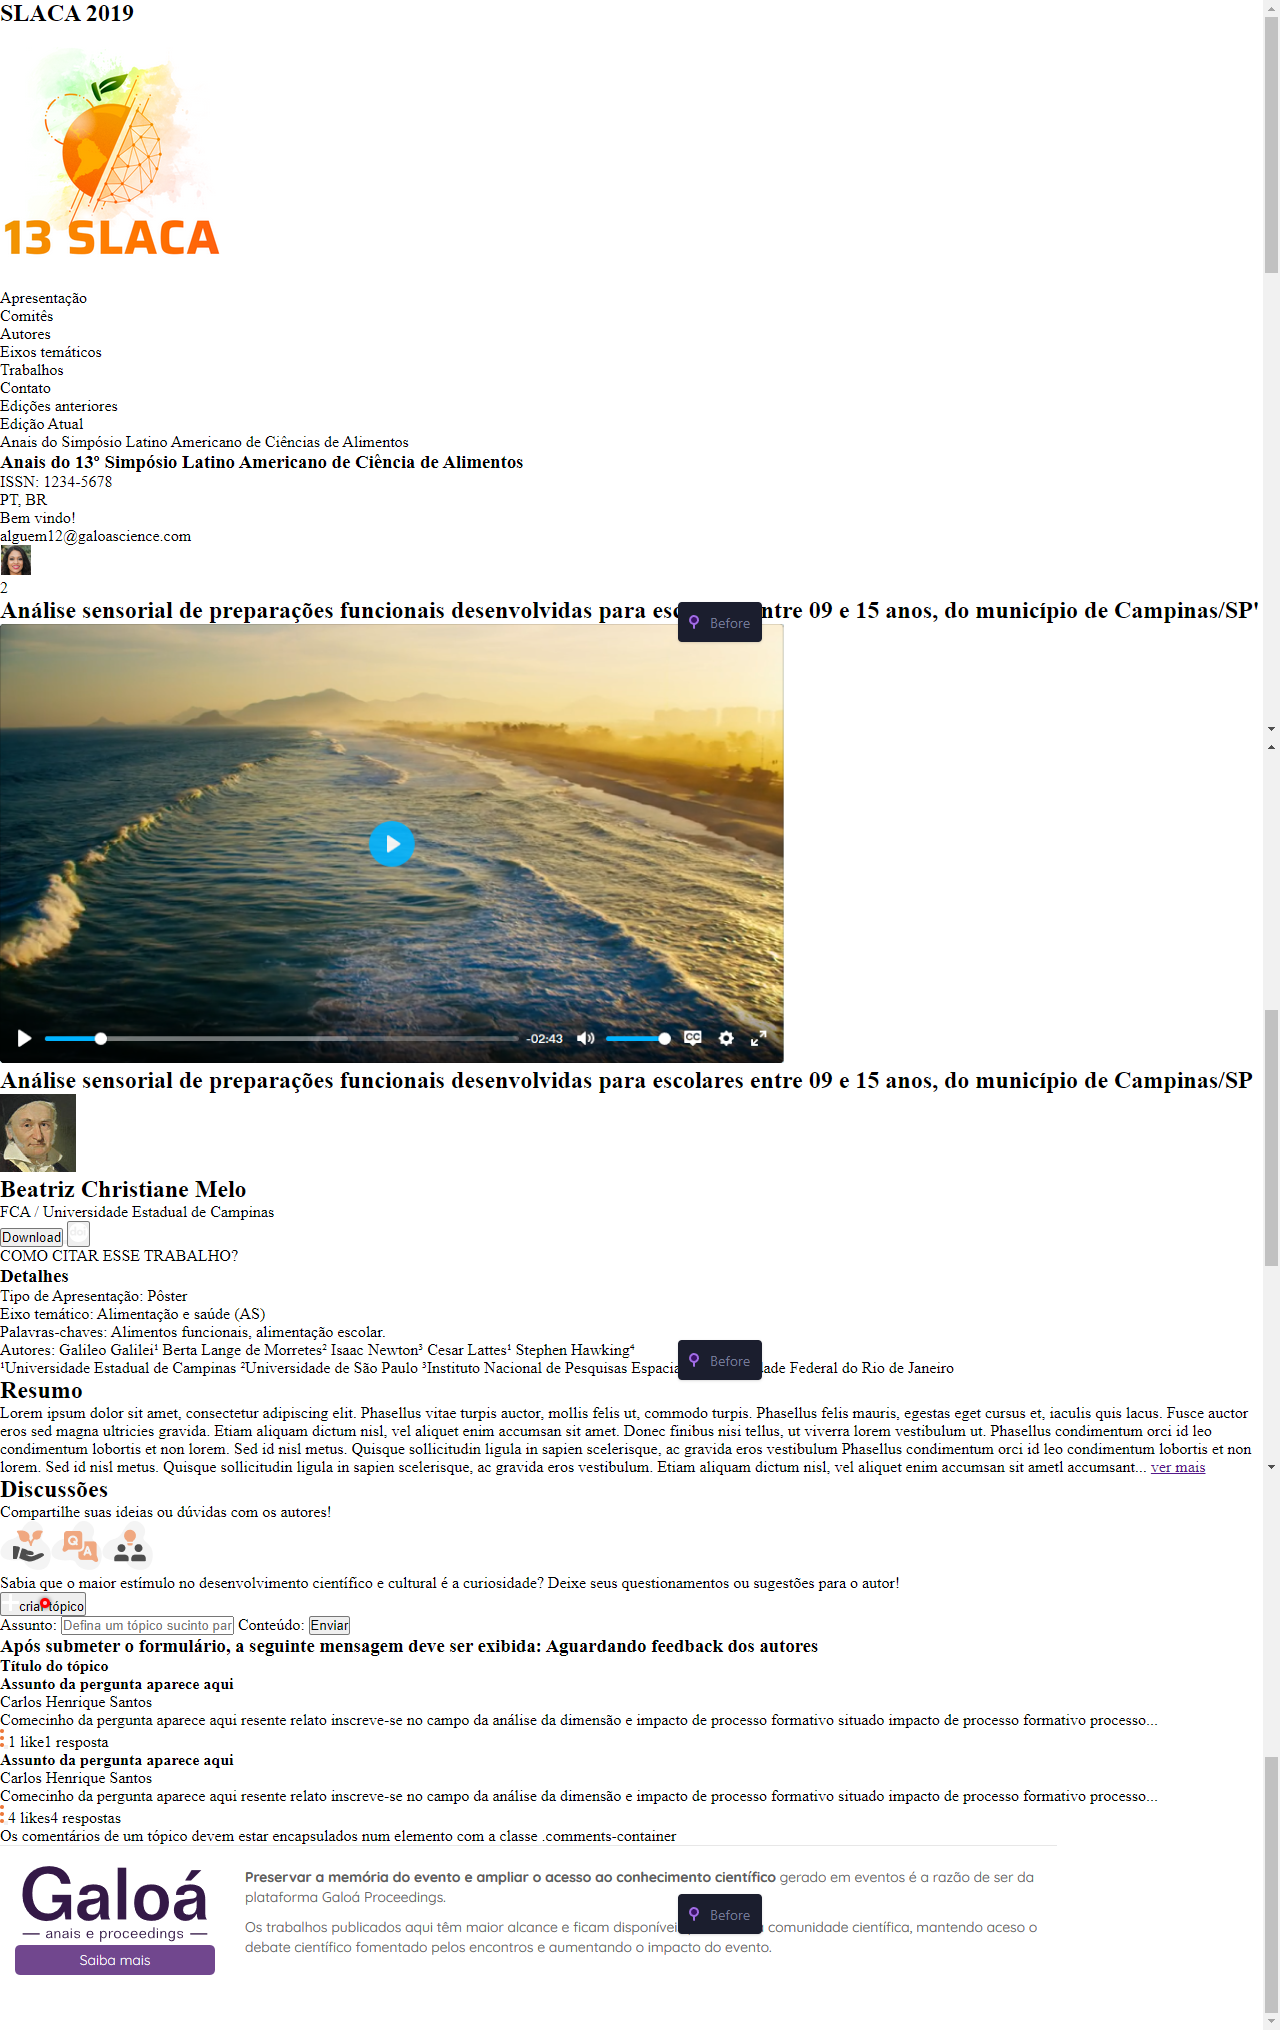 SLACA 2019
13 SLACA
Apresentação
Comitês
Autores
Eixos temáticos
Trabalhos
Contato
Edições anteriores
Edição Atual
Anais do Simpósio Latino Americano de Ciências de Alimentos
Anais do 13º Simpósio Latino Americano de Ciência de Alimentos
ISSN: 1234-5678
PT, BR
Bem vindo!
alguem12@galoascience.com
2
Análise sensorial de preparações funcionais desenvolvidas para esc ntre 09 e 15 anos, do município de Campinas/SP'
Before
-02:43
CC
Análise sensorial de preparações funcionais desenvolvidas para escolares entre 09 e 15 anos, do município de Campinas/SP
Beatriz Christiane Melo
FCA / Universidade Estadual de Campinas
Download doi
COMO CITAR ESSE TRABALHO?
Detalhes
Tipo de Apresentação: Pôster
Eixo temático: Alimentação e saúde (AS)
Palavras-chaves: Alimentos funcionais, alimentação escolar.
Autores: Galileo Galilei¹ Berta Lange de Morretes² Isaac Newton³ Cesar Lattes¹ Stephen Hawking⁴
¹Universidade Estadual de Campinas ²Universidade de São Paulo ³Instituto Nacional de Pesquisas Espacia dade Federal do Rio de Janeiro
Before
Resumo
Lorem ipsum dolor sit amet, consectetur adipiscing elit. Phasellus vitae turpis auctor, mollis felis ut, commodo turpis. Phasellus felis mauris, egestas eget cursus et, iaculis quis lacus. Fusce auctor
eros sed magna ultricies gravida. Etiam aliquam dictum nisl, vel aliquet enim accumsan sit amet. Donec finibus nisi tellus, ut viverra lorem vestibulum ut. Phasellus condimentum orci id leo
condimentum lobortis et non lorem. Sed id nisl metus. Quisque sollicitudin ligula in sapien scelerisque, ac gravida eros vestibulum Phasellus condimentum orci id leo condimentum lobortis et non
lorem. Sed id nisl metus. Quisque sollicitudin ligula in sapien scelerisque, ac gravida eros vestibulum. Etiam aliquam dictum nisl, vel aliquet enim accumsan sit ametl accumsant... ver mais
Discussões
Compartilhe suas ideias ou dúvidas com os autores!
Q A
Sabia que o maior estímulo no desenvolvimento científico e cultural é a curiosidade? Deixe seus questionamentos ou sugestões para o autor!
criar tópico
Assunto: Defina um tópico sucinto par Conteúdo: Enviar
Após submeter o formulário, a seguinte mensagem deve ser exibida: Aguardando feedback dos autores
Título do tópico
Assunto da pergunta aparece aqui
Carlos Henrique Santos
Comecinho da pergunta aparece aqui resente relato inscreve-se no campo da análise da dimensão e impacto de processo formativo situado impacto de processo formativo processo...
1 like1 resposta
Assunto da pergunta aparece aqui
Carlos Henrique Santos
Comecinho da pergunta aparece aqui resente relato inscreve-se no campo da análise da dimensão e impacto de processo formativo situado impacto de processo formativo processo...
4 likes4 respostas
Os comentários de um tópico devem estar encapsulados num elemento com a classe .comments-container
Galoá
anais e proceedings
Saiba mais
Preservar a memória do evento e ampliar o acesso ao conhecimento científico gerado em eventos é a razão de ser da
plataforma Galoá Proceedings.
Os trabalhos publicados aqui têm maior alcance e ficam disponívei comunidade científica, mantendo aceso o
debate científico fomentado pelos encontros e aumentando o impacto do evento.
Before